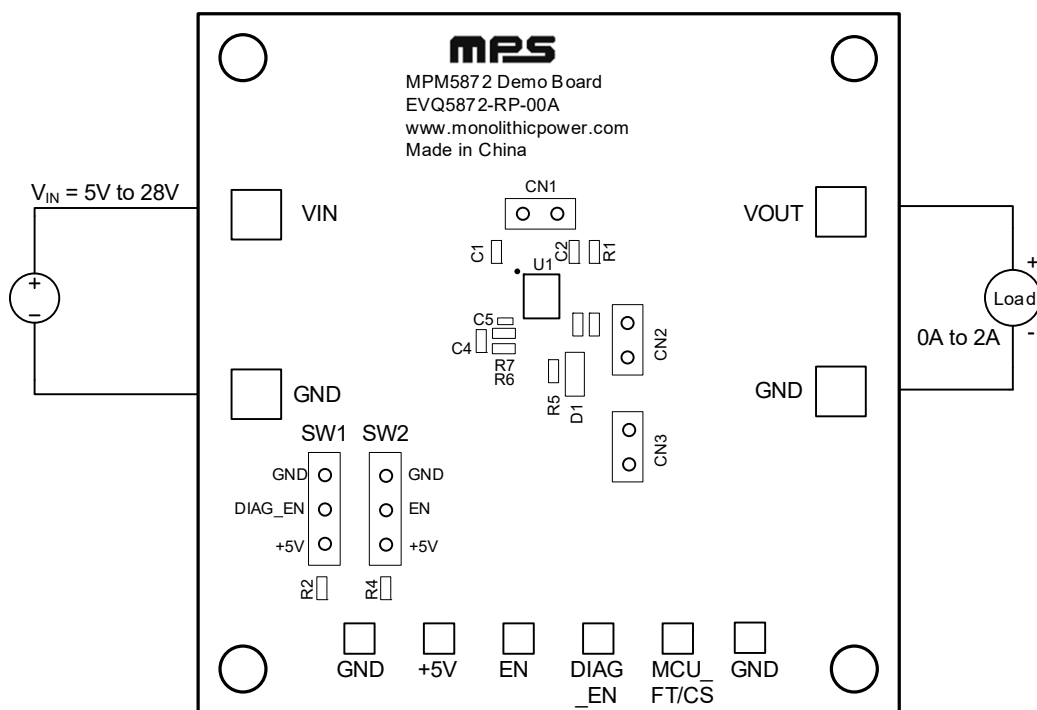 MPS
MPM5872 Demo Board
EVQ5872-RP-00A
www.monolithicpower.com
Made in China
VIN = 5V to 28V
VIN
CN1
VOUT
C1
C2
R1
U1
+
−
+
Load
-
0A to 2A
C5
C4
R7
R6
R5
D1
CN2
CN3
GND
GND
SW1
SW2
GND
GND
DIAG_EN
EN
+5V
+5V
R2
R4
GND
+5V
EN
DIAG
_EN
MCU_
FT/CS
GND